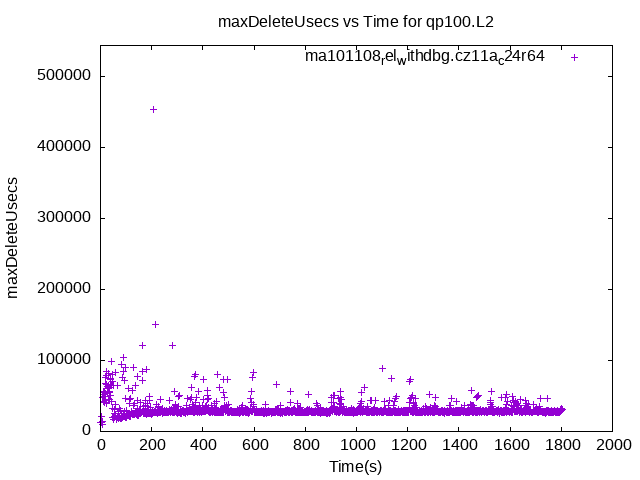 maxDeleteUsecs vs Time for qp100.L2
ma101108_rel_withdbg.cz11a_c24r64
500000
400000
300000
200000
100000
0
maxDeleteUsecs
0 200 400 600 800 1000 1200 1400 1600 1800 2000
Time(s)